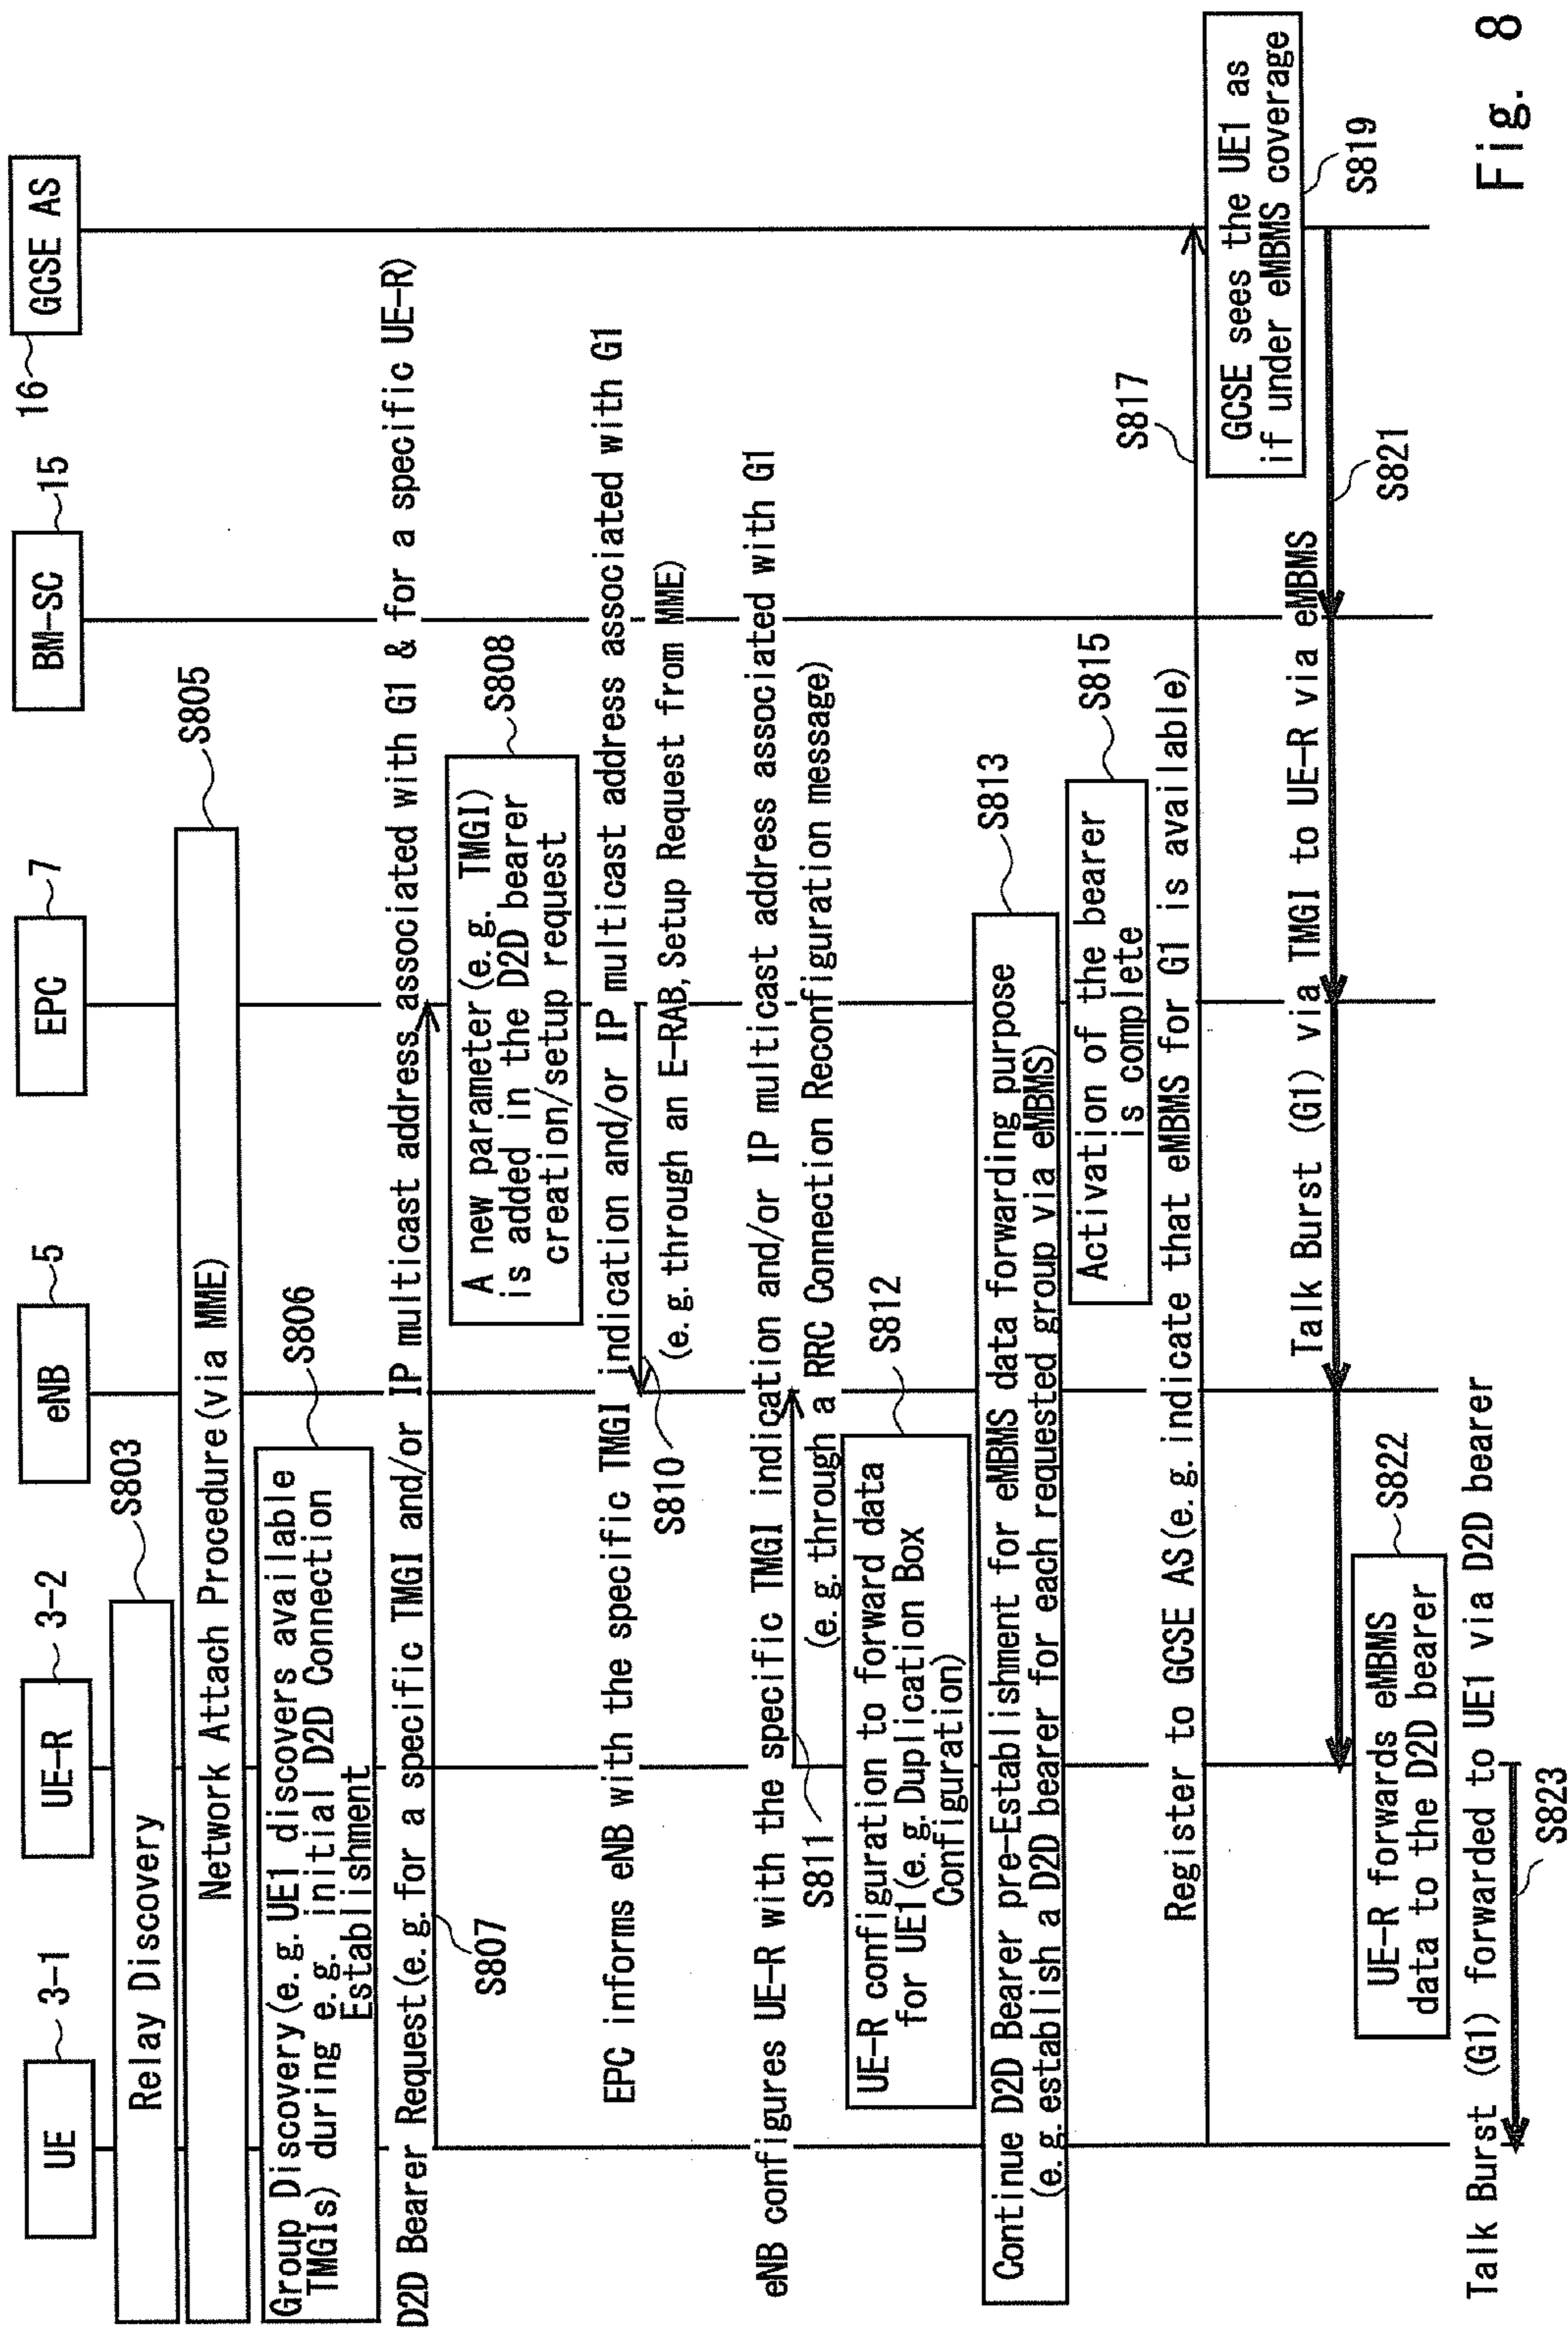 UE
3-1
UE-R
3-2
eNB
5
EPC
7
BM-SC
15
GCSE AS
16
Relay Discovery
S803
Network Attach Procedure(via MME)
S805
Group Discovery(e.g. UE1 discovers available
TMGIs) during e.g. initial D2D Connection
Establishment
S806
D2D Bearer Request(e.g. for a specific TMGI and/or IP multicast address associated with G1 & for a specific UE-R)
S807
A new parameter(e.g. TMGI)
is added in the D2D bearer
creation/setup request
S808
EPC informs eNB with the specific TMGI indication and/or IP multicast address associated with G1
(e.g. through an E-RAB, Setup Request from MME)
S810
eNB configures UE-R with the specific TMGI indication and/or IP multicast address associated with G1
(e.g. through a RRC Connection Reconfiguration message)
S811
UE-R configuration to forward data
for UE1(e.g. Duplication Box
Configuration)
S812
Continue D2D Bearer pre-Establishment for eMBMS data forwarding purpose
(e.g. establish a D2D bearer for each requested group via eMBMS)
S813
Activation of the bearer
is complete
S815
Register to GCSE AS(e.g. indicate that eMBMS for G1 is available)
S817
GCSE sees the UE1 as
if under eMBMS coverage
S819
Talk Burst (G1) via TMGI to UE-R via eMBMS
S821
UE-R forwards eMBMS
data to the D2D bearer
S822
Talk Burst (G1) forwarded to UE1 via D2D bearer
S823
Fig. 8